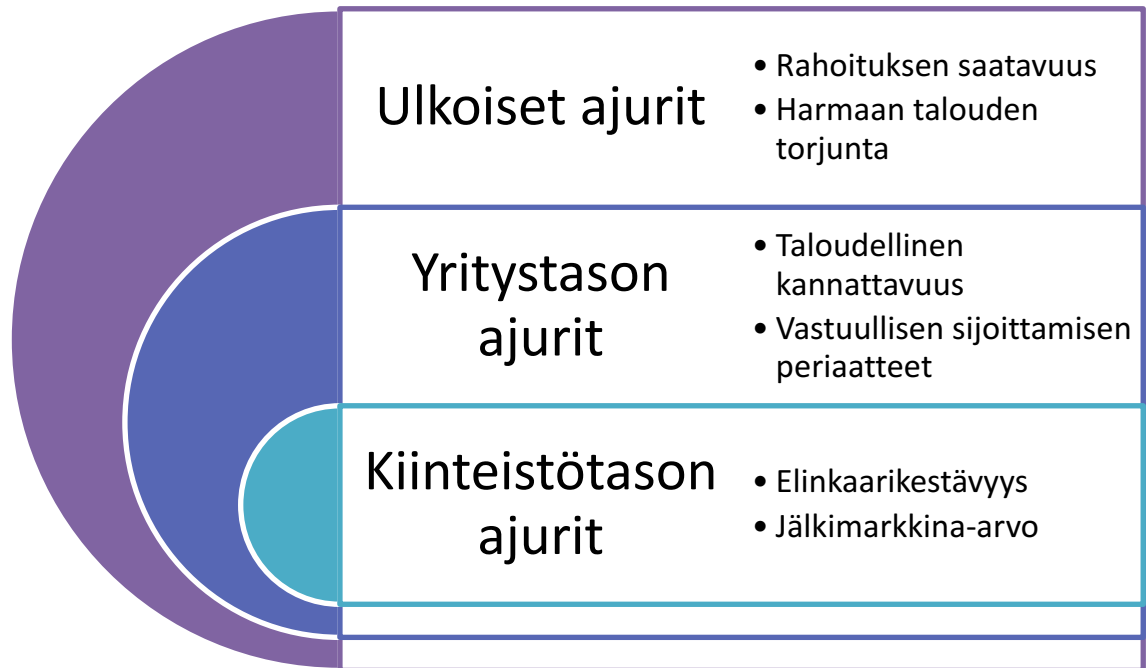 Ulkoiset ajurit
• Rahoituksen saatavuus
• Harmaan talouden
torjunta
Yritystason
ajurit
• Taloudellinen
kannattavuus
• Vastuullisen sijoittamisen
periaatteet
Kiinteistötason
ajurit
• Elinkaarikestävyys
• Jälkimarkkina-arvo